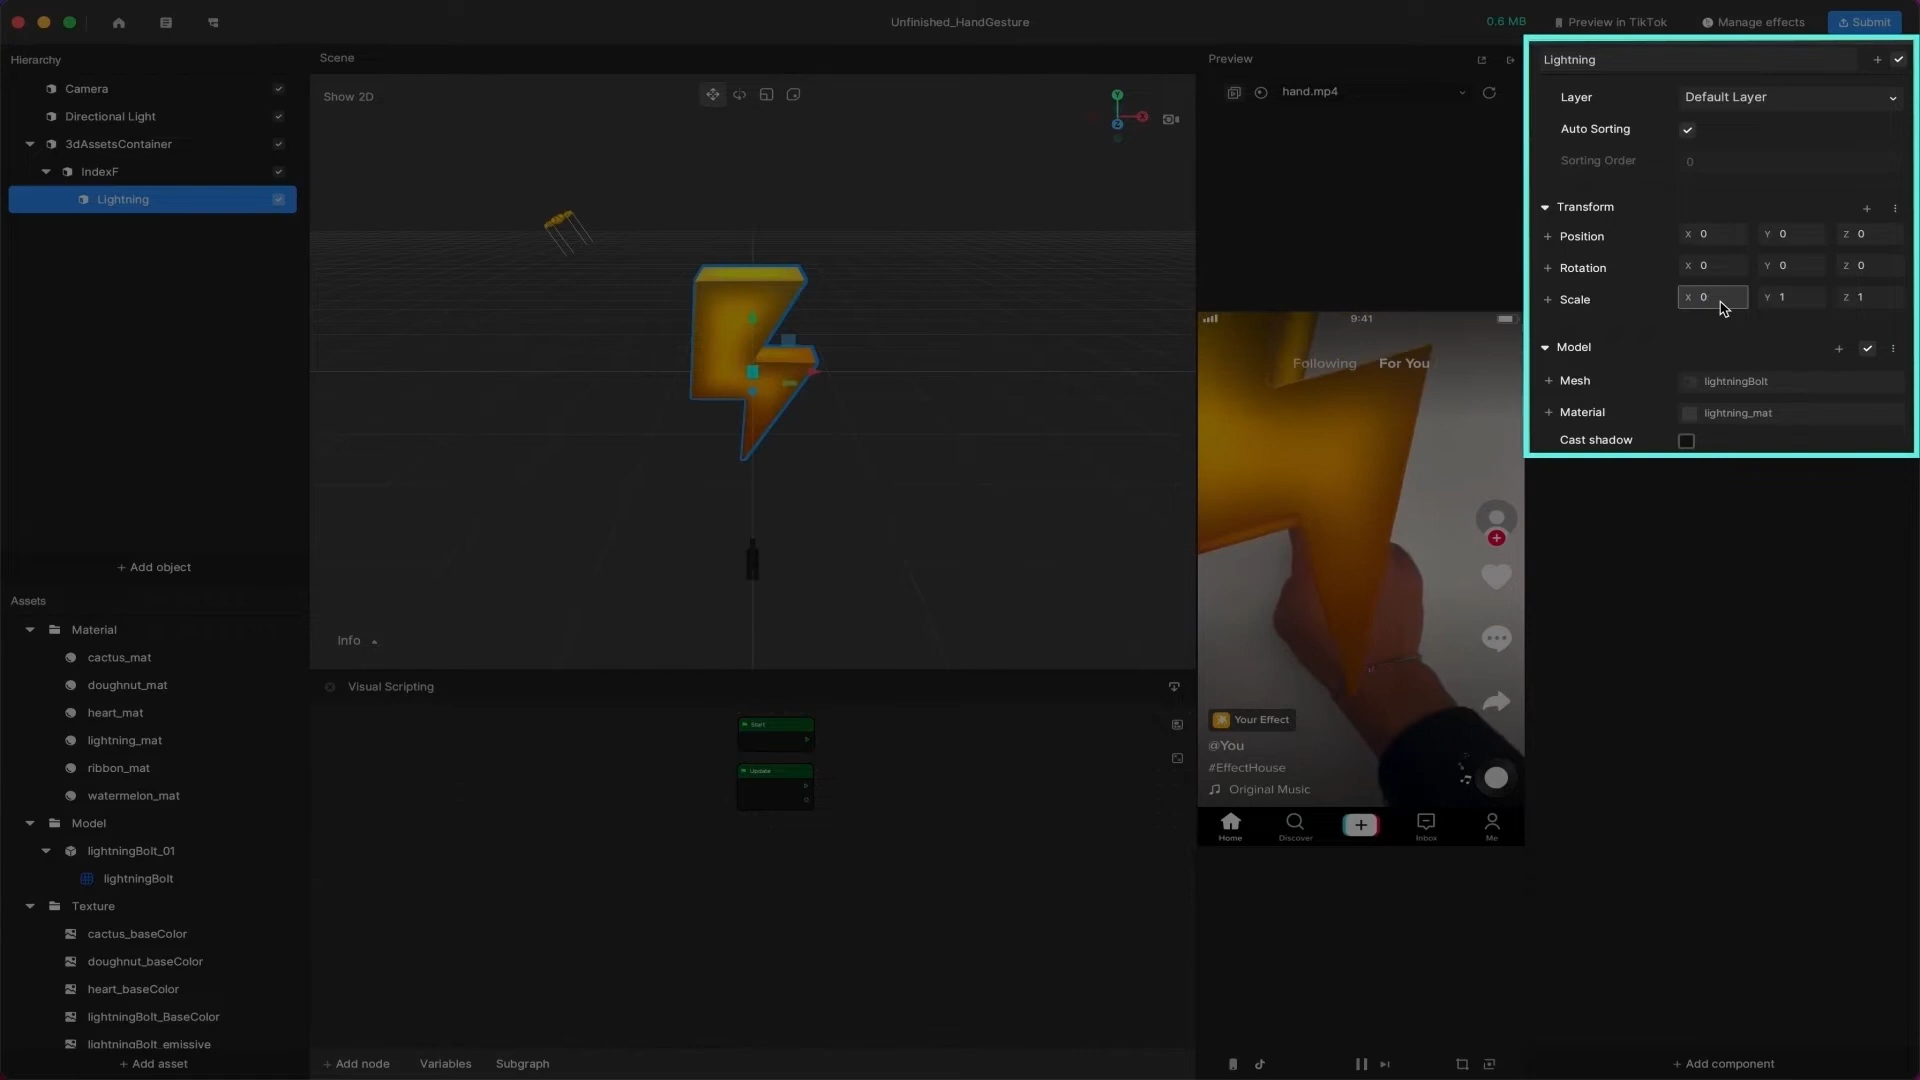 Unfinished_HandGesture
0.6 MB
Preview in TikTok
Manage effects
Submit
Hierarchy
Camera
Directional Light
3dAssetsContainer
IndexF
Lightning
+ Add object
Assets
Material
cactus_mat
doughnut_mat
heart_mat
lightning_mat
ribbon_mat
watermelon_mat
Model
lightningBolt_01
lightningBolt
Texture
cactus_baseColor
doughnut_baseColor
heart_baseColor
lightningBolt_BaseColor
lightningBolt_emissive
+ Add asset
Scene
Show 2D
Y
X
Z
Info
Visual Scripting
Start
Update
+ Add node
Variables
Subgraph
Preview
hand.mp4
9:41
Following
For You
Your Effect
@You
#EffectHouse
Original Music
Home
Discover
Inbox
Me
Lightning
Layer
Default Layer
Auto Sorting
Sorting Order
0
Transform
Position
X 0
Y 0
Z 0
Rotation
X 0
Y 0
Z 0
Scale
X 0
Y 1
Z 1
Model
Mesh
lightningBolt
Material
lightning_mat
Cast shadow
+ Add component